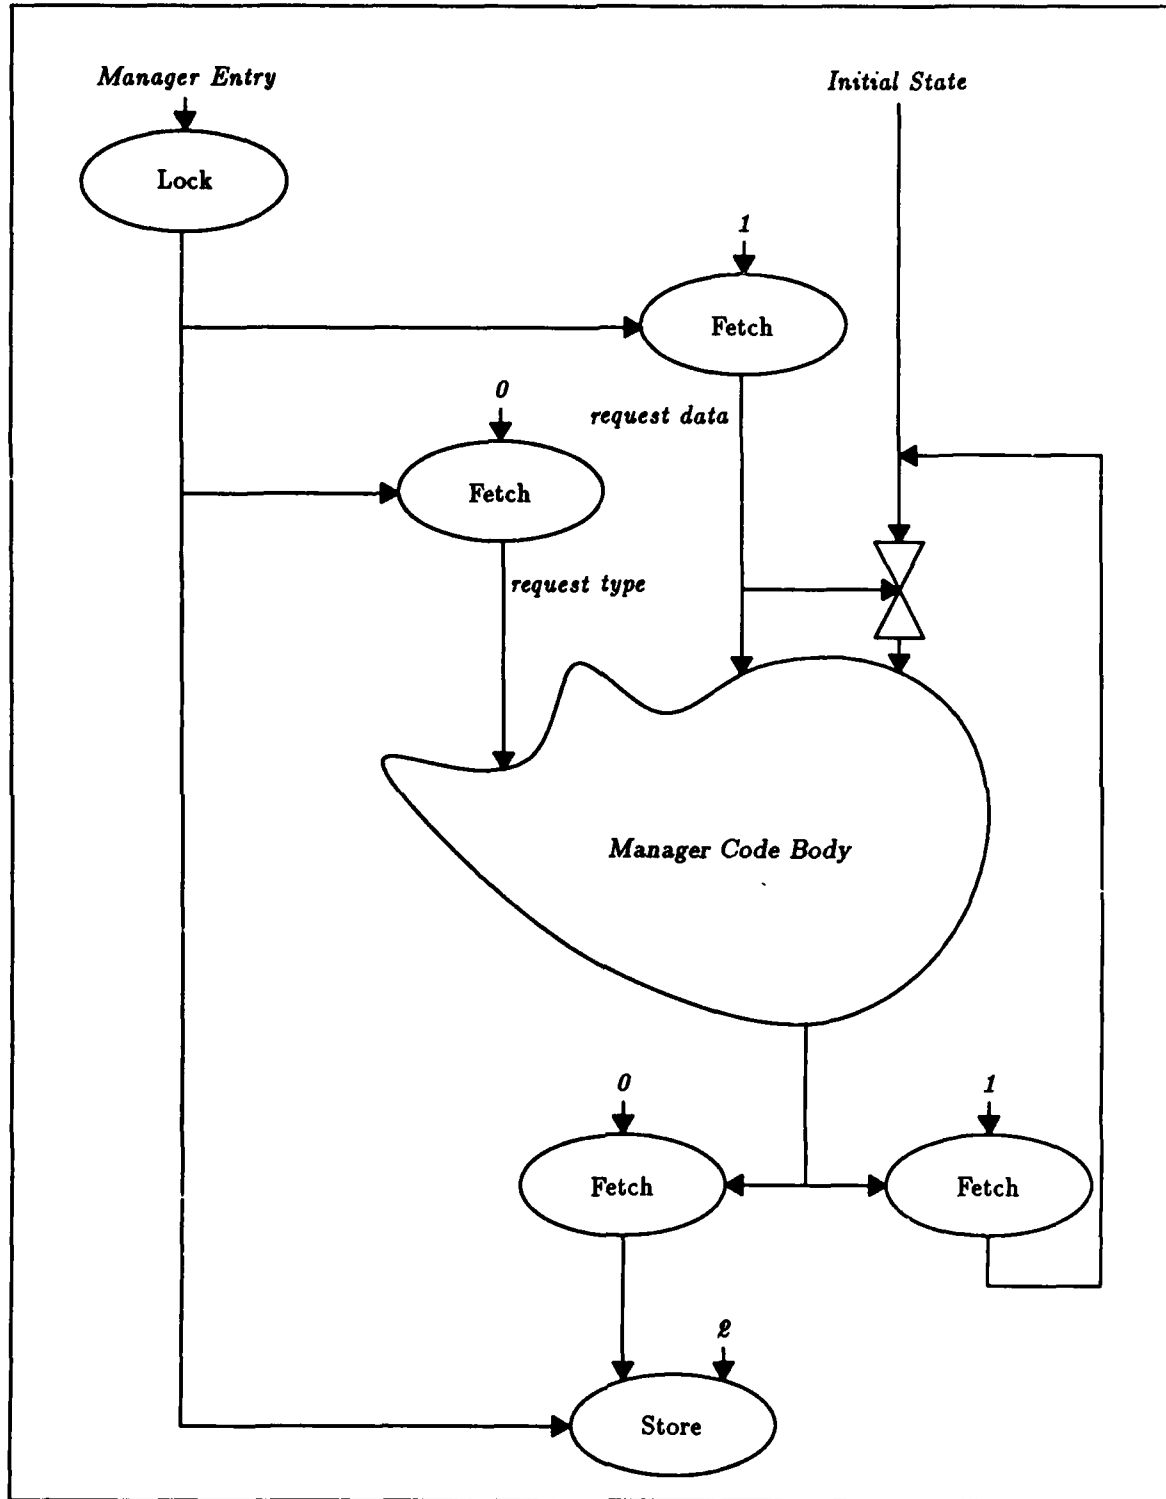 Manager Entry
Initial State
Lock
1
Fetch
0
request data
Fetch
request type
Manager Code Body
0
1
Fetch
Fetch
2
Store